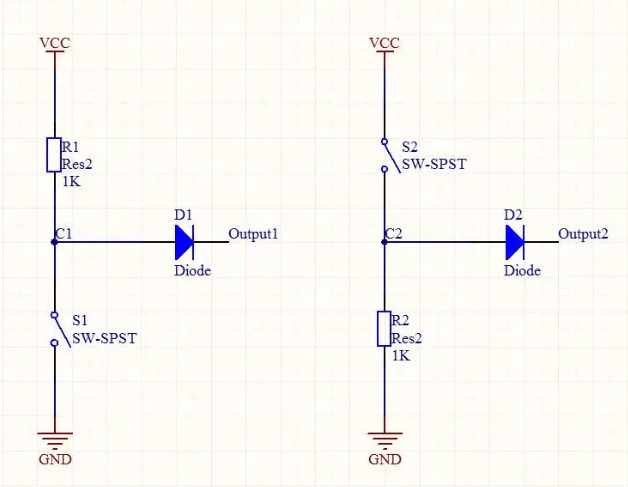 VCC
R1
Res2
1K
C1
D1
Output1
Diode
S1
SW-SPST
GND
VCC
S2
SW-SPST
C2
D2
Output2
Diode
R2
Res2
1K
GND